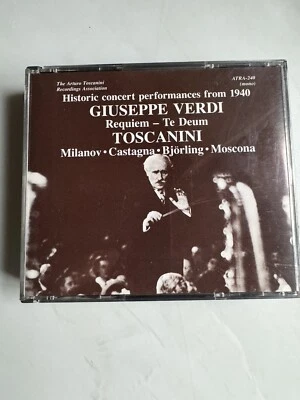 The Arturo Toscanini
Recordings Association
ATRA-240
(mono)
Historic concert performances from 1940
GIUSEPPE VERDI
Requiem – Te Deum
TOSCANINI
Milanov • Castagna • Björling • Moscona